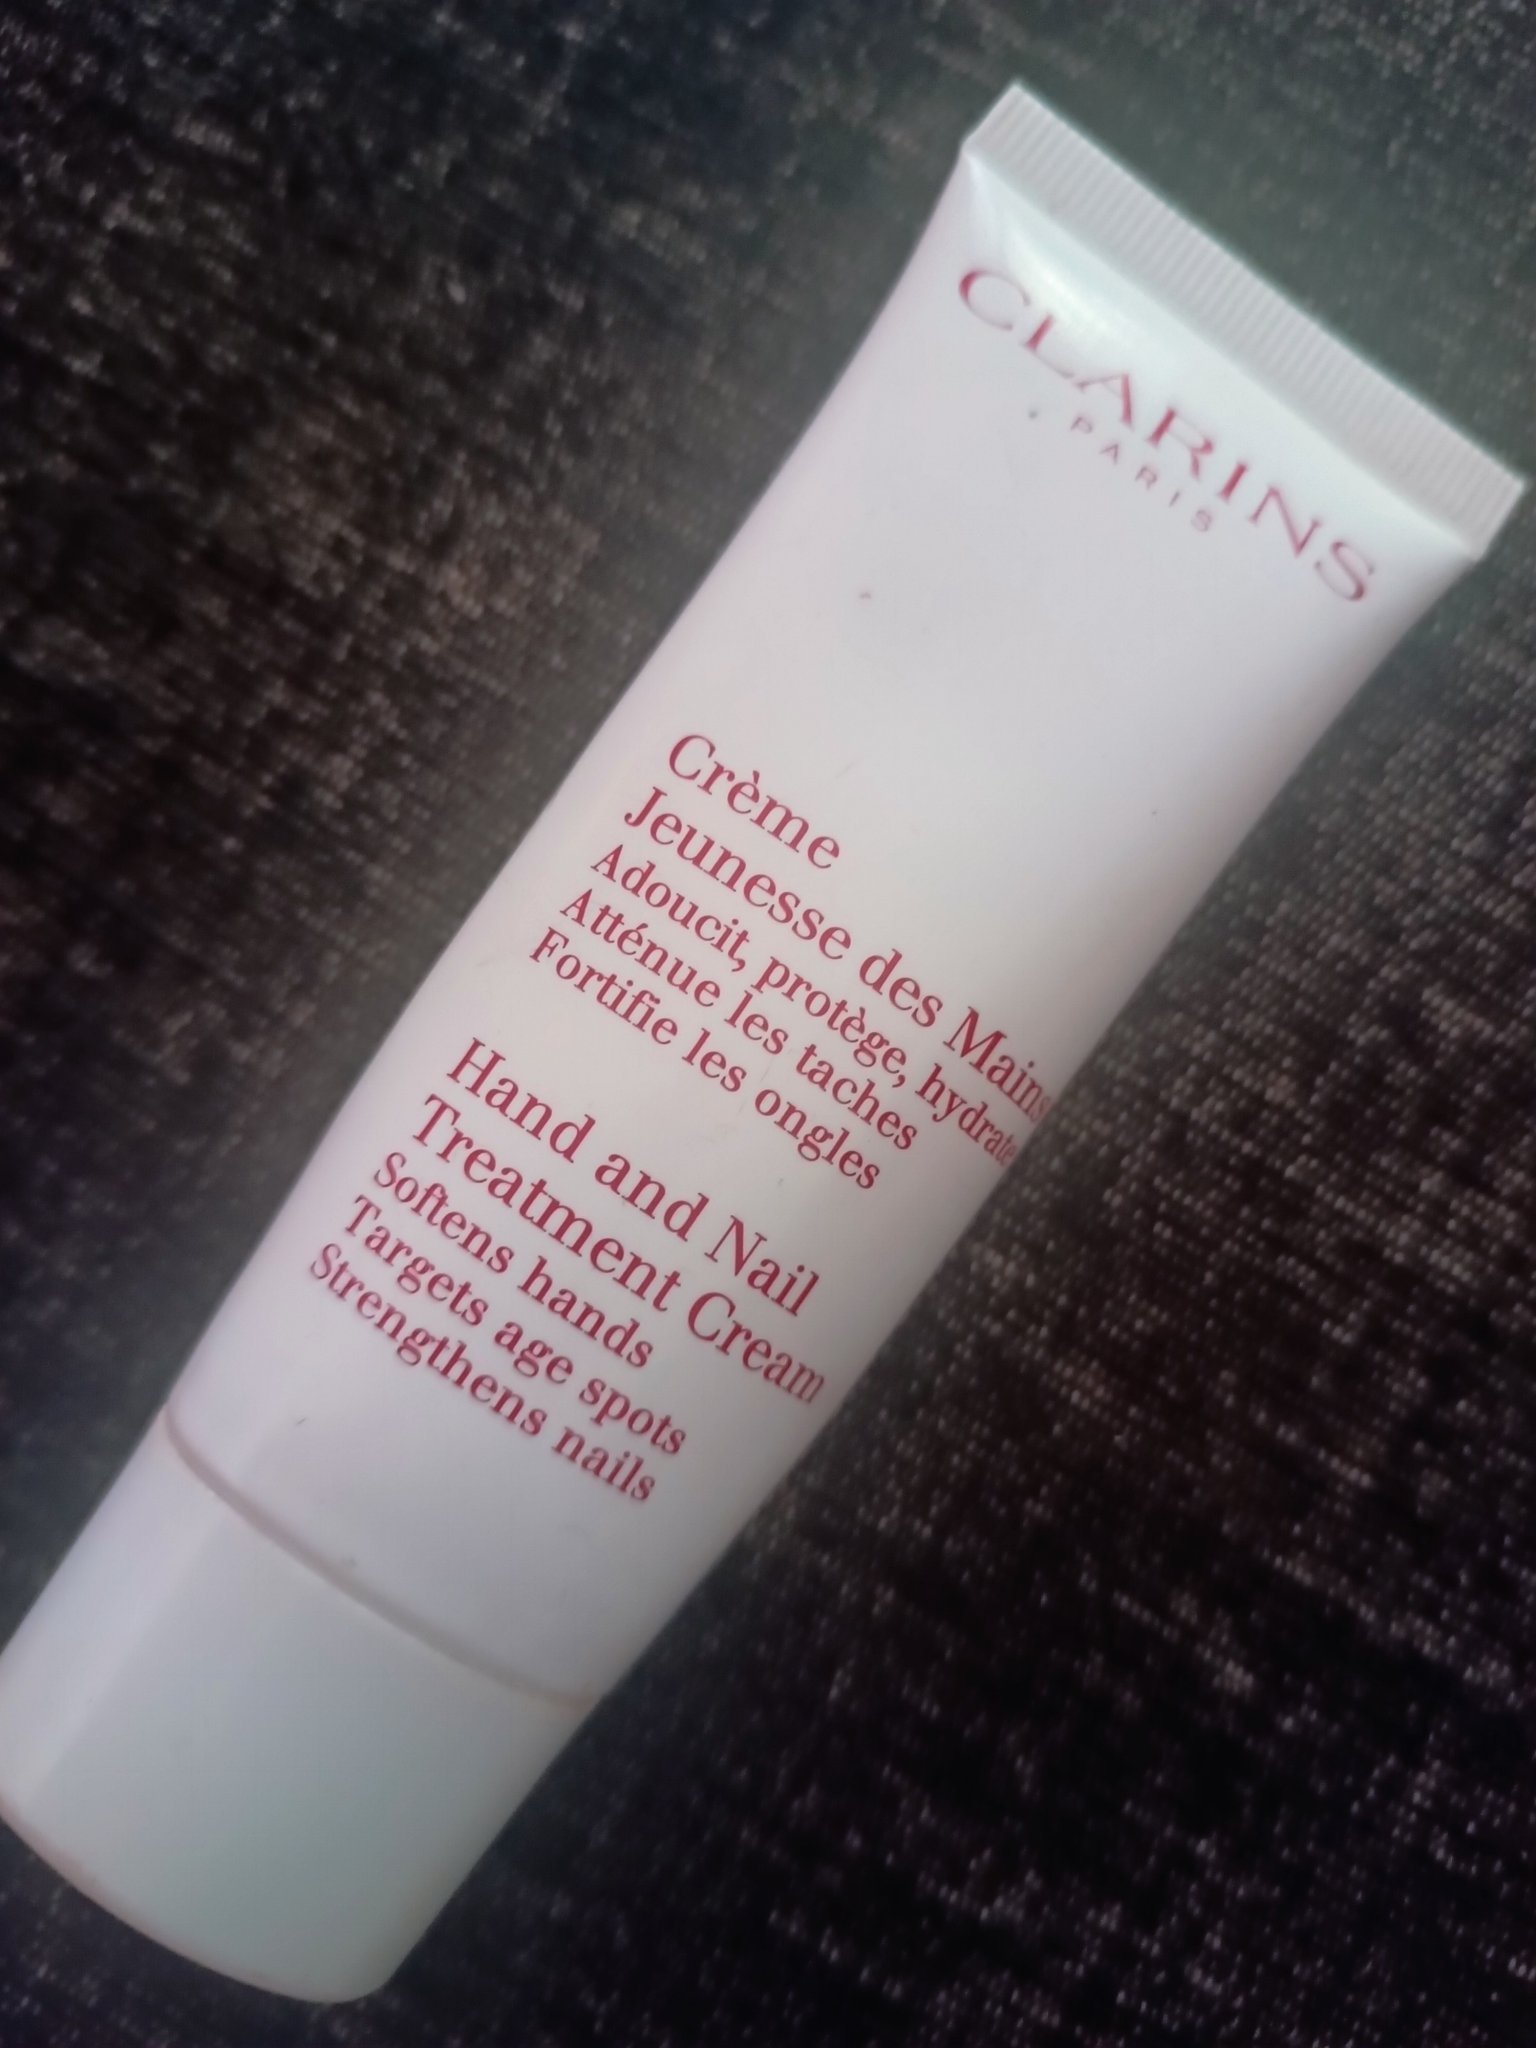 CLARINS
PARIS
Crème
Jeunesse des Mains
Adoucit, protège, hydrate
Atténue les taches
Fortifie les ongles
Hand and Nail
Treatment Cream
Softens hands
Targets age spots
Strengthens nails